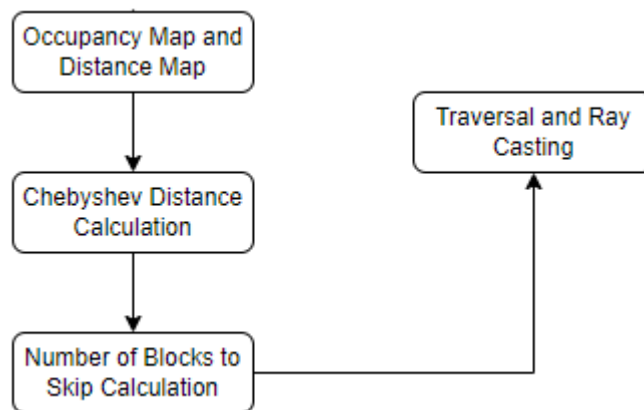 Occupancy Map and
Distance Map
Traversal and Ray
Casting
Chebyshev Distance
Calculation
Number of Blocks to
Skip Calculation